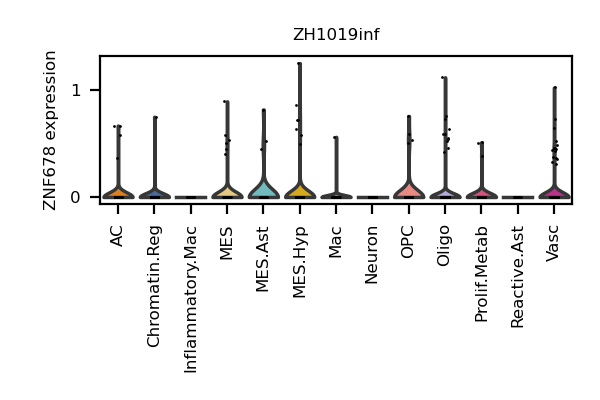 ZH1019inf
ZNF678 expression
1
0
AC
Chromatin.Reg
Inflammatory.Mac
MES
MES.Ast
MES.Hyp
Mac
Neuron
OPC
Oligo
Prolif.Metab
Reactive.Ast
Vasc